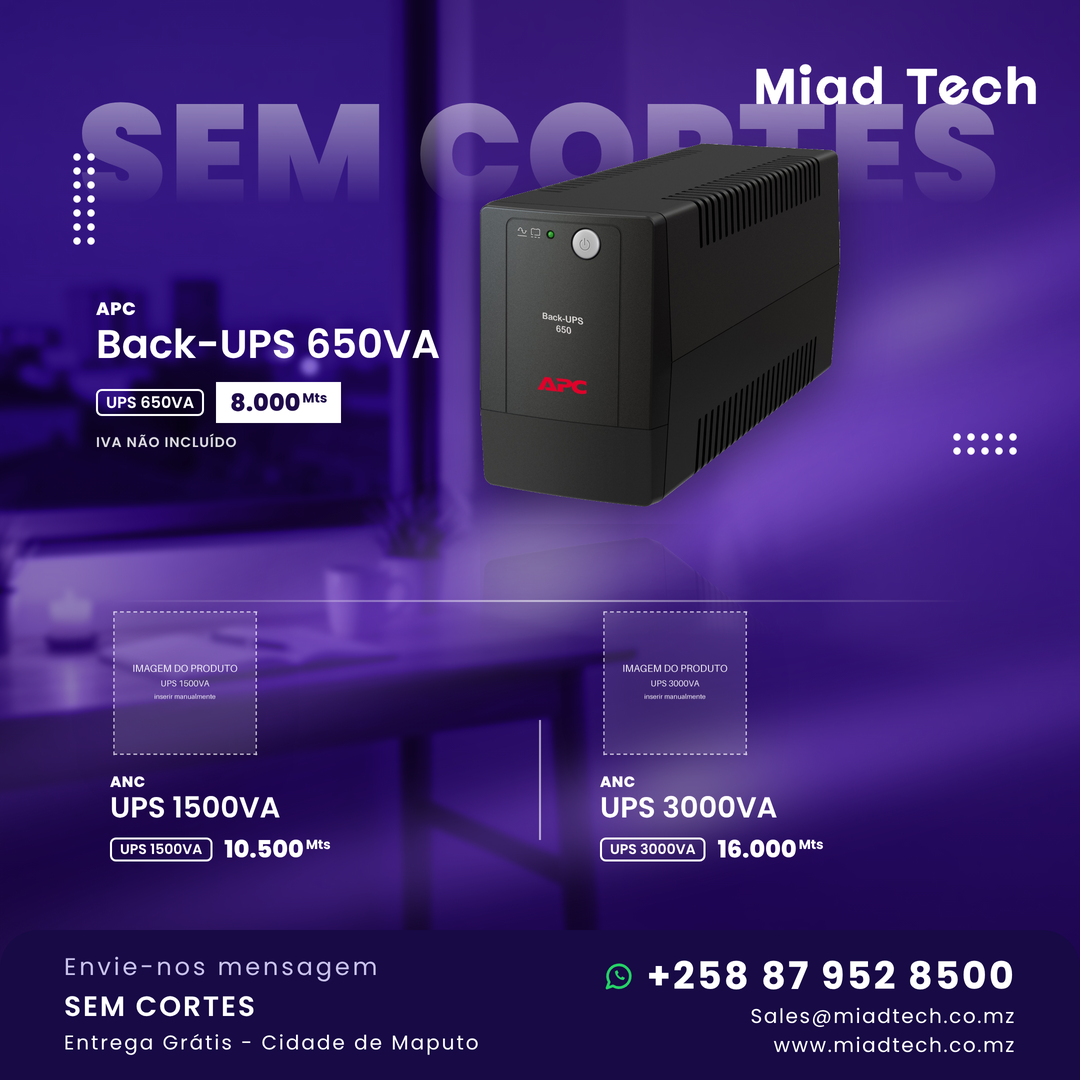 Miad Tech
SEM CORTES
Back-UPS
650
APC
APC
Back-UPS 650VA
UPS 650VA 8.000 Mts
IVA NÃO INCLUÍDO
IMAGEM DO PRODUTO
UPS 1500VA
inserir manualmente
ANC
UPS 1500VA
UPS 1500VA 10.500 Mts
IMAGEM DO PRODUTO
UPS 3000VA
inserir manualmente
ANC
UPS 3000VA
UPS 3000VA 16.000 Mts
Envie-nos mensagem
SEM CORTES
Entrega Grátis - Cidade de Maputo
+258 87 952 8500
Sales@miadtech.co.mz
www.miadtech.co.mz